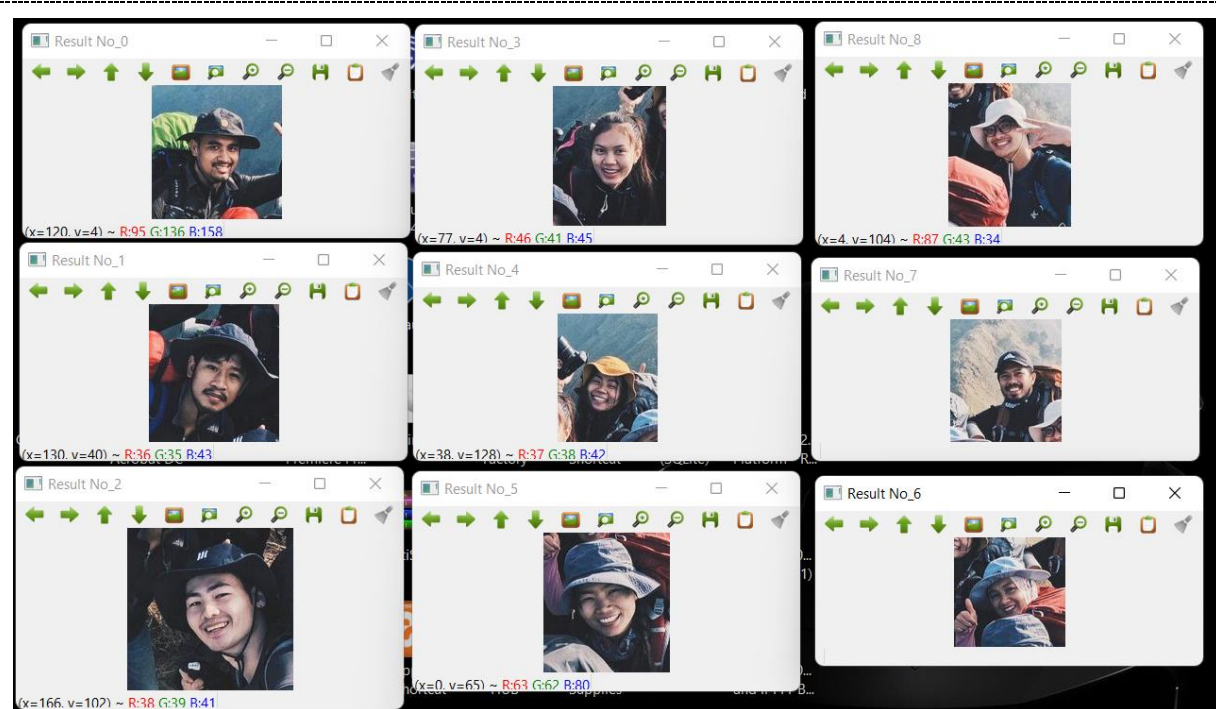 Result No_0
(x=120, y=4) ~ R:95 G:136 B:158
Result No_3
(x=77, y=4) ~ R:46 G:41 B:45
Result No_8
(x=4, y=104) ~ R:87 G:43 B:34
Result No_1
(x=130, y=40) ~ R:36 G:35 B:43
Result No_4
(x=38, y=128) ~ R:37 G:38 B:42
Result No_7
Result No_2
(x=166, y=102) ~ R:38 G:39 B:41
Result No_5
(x=0, y=65) ~ R:63 G:62 B:80
Result No_6